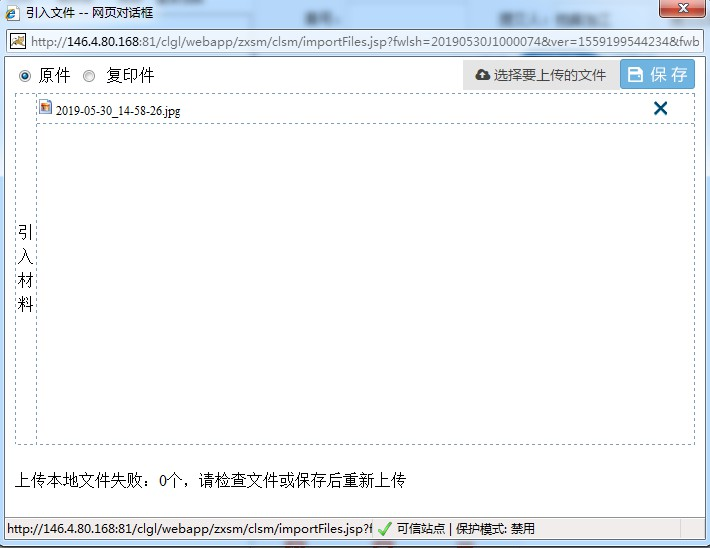 引入文件 -- 网页对话框
http://146.4.80.168:81/clgl/webapp/zxsm/clsm/importFiles.jsp?fwlsh=20190530J1000074&ver=1559199544234&fwb
原件 复印件 选择要上传的文件 保存
2019-05-30_14-58-26.jpg
引入材料
上传本地文件失败：0个，请检查文件或保存后重新上传
http://146.4.80.168:81/clgl/webapp/zxsm/clsm/importFiles.jsp?f 可信站点 | 保护模式: 禁用